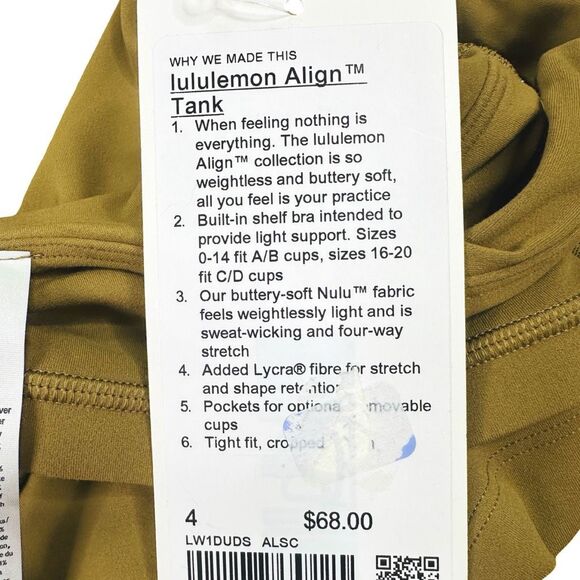 WHY WE MADE THIS
lululemon Align™
Tank
1. When feeling nothing is
everything. The lululemon
Align™ collection is so
weightless and buttery soft,
all you feel is your practice
2. Built-in shelf bra intended to
provide light support. Sizes
0-14 fit A/B cups, sizes 16-20
fit C/D cups
3. Our buttery-soft Nulu™ fabric
feels weightlessly light and is
sweat-wicking and four-way
stretch
4. Added Lycra® fibre for stretch
and shape retention
5. Pockets for optional removable
cups
6. Tight fit, cropped
4 $68.00
LW1DUDS ALSC